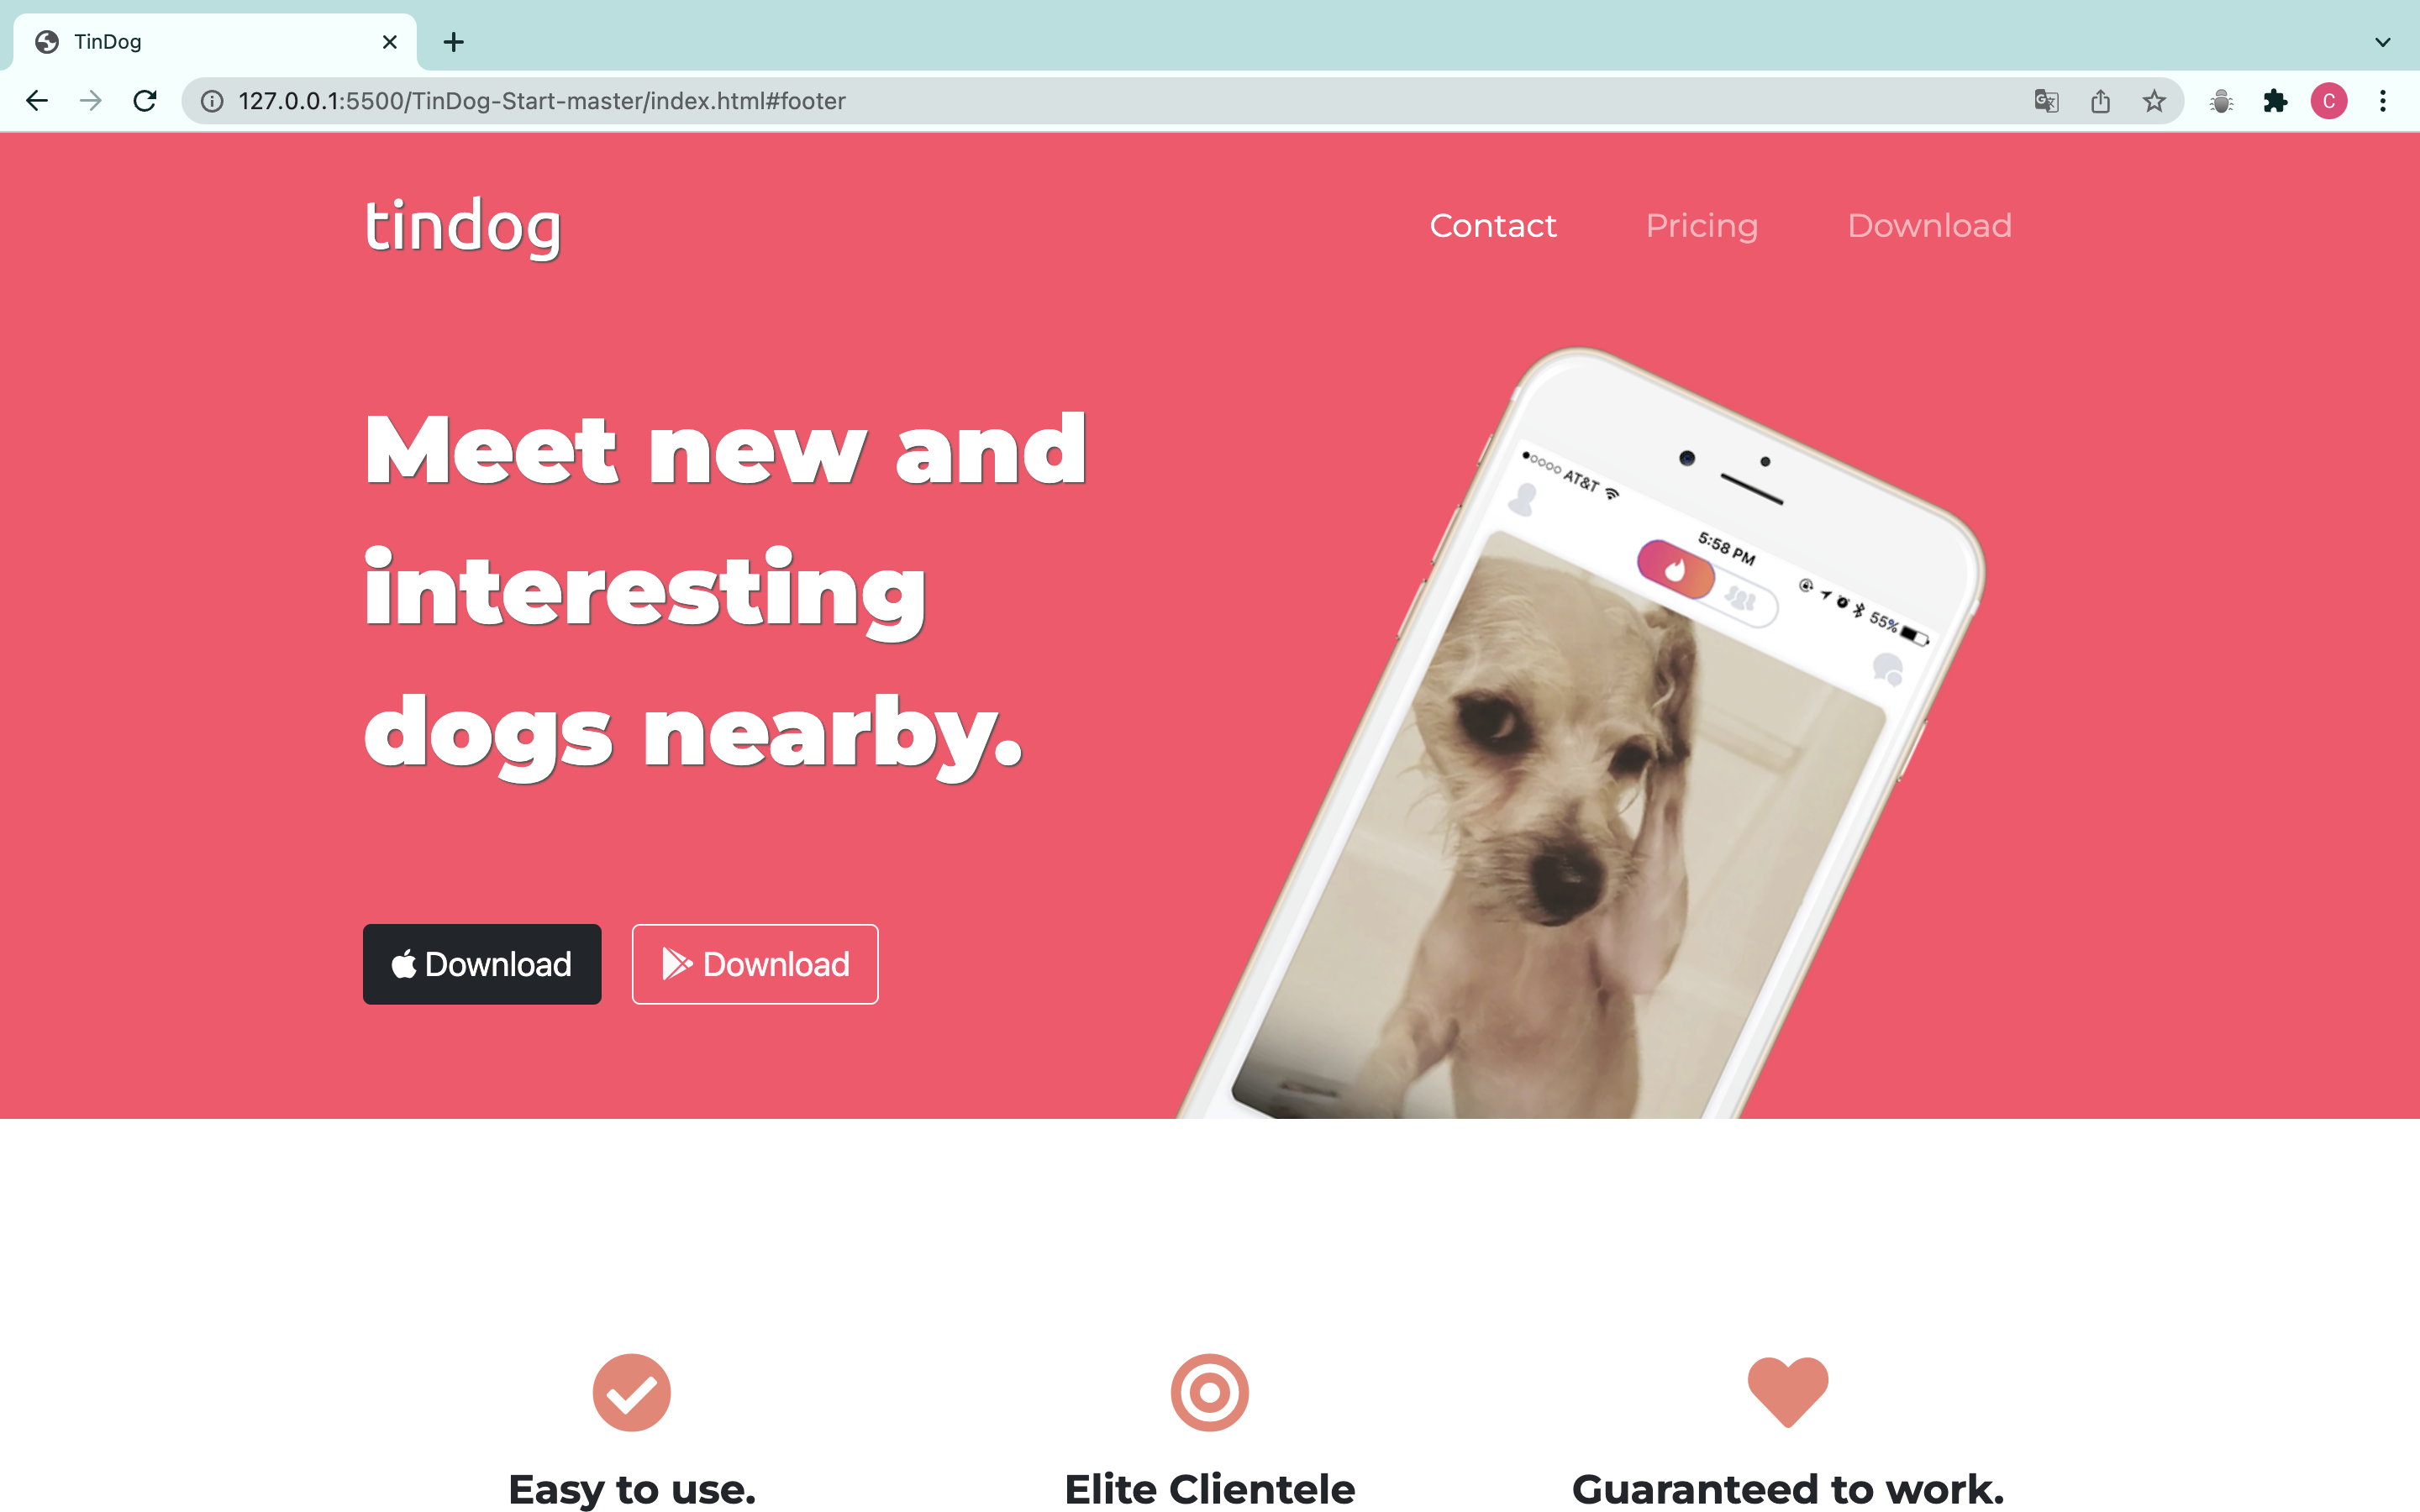 TinDog
127.0.0.1:5500/TinDog-Start-master/index.html#footer
C
tindog
Contact
Pricing
Download
Meet new and
interesting
dogs nearby.
AT&T
5:58 PM
55%
Download
Download
Easy to use.
Elite Clientele
Guaranteed to work.